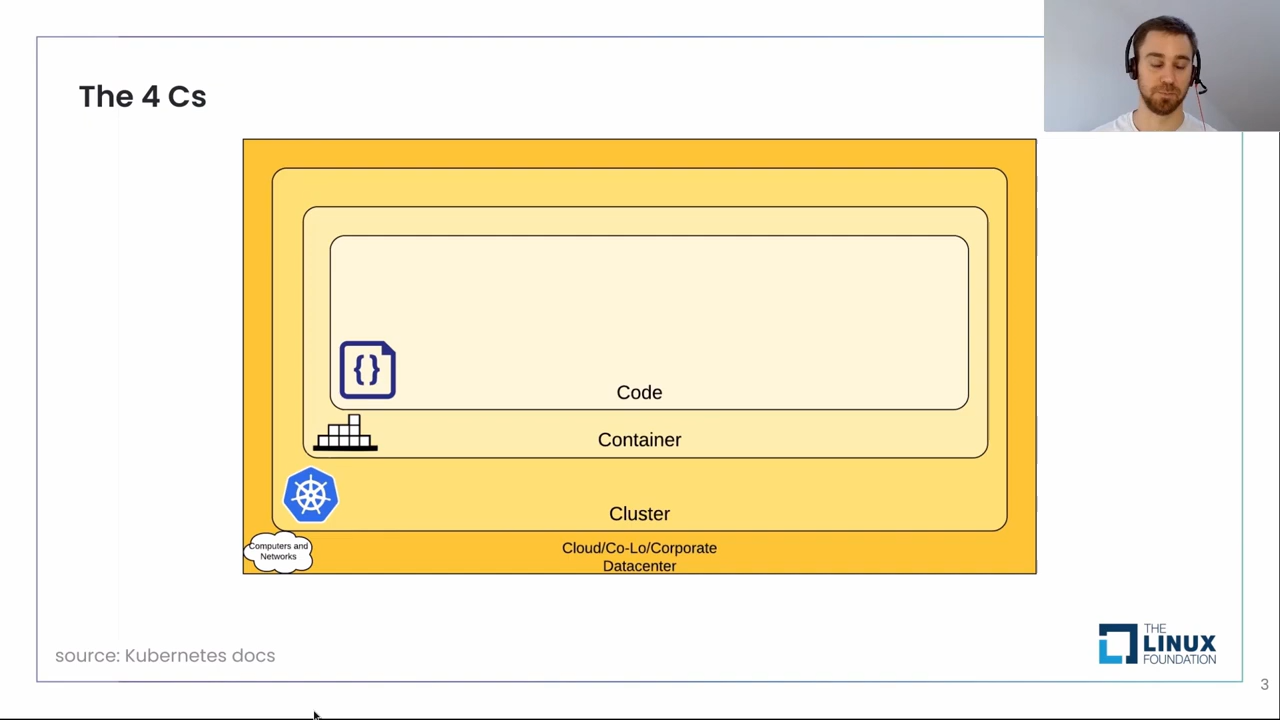 The 4 Cs
{}
Code
Container
Cluster
Computers and
Networks
Cloud/Co-Lo/Corporate
Datacenter
source: Kubernetes docs
THE
LINUX
FOUNDATION
3